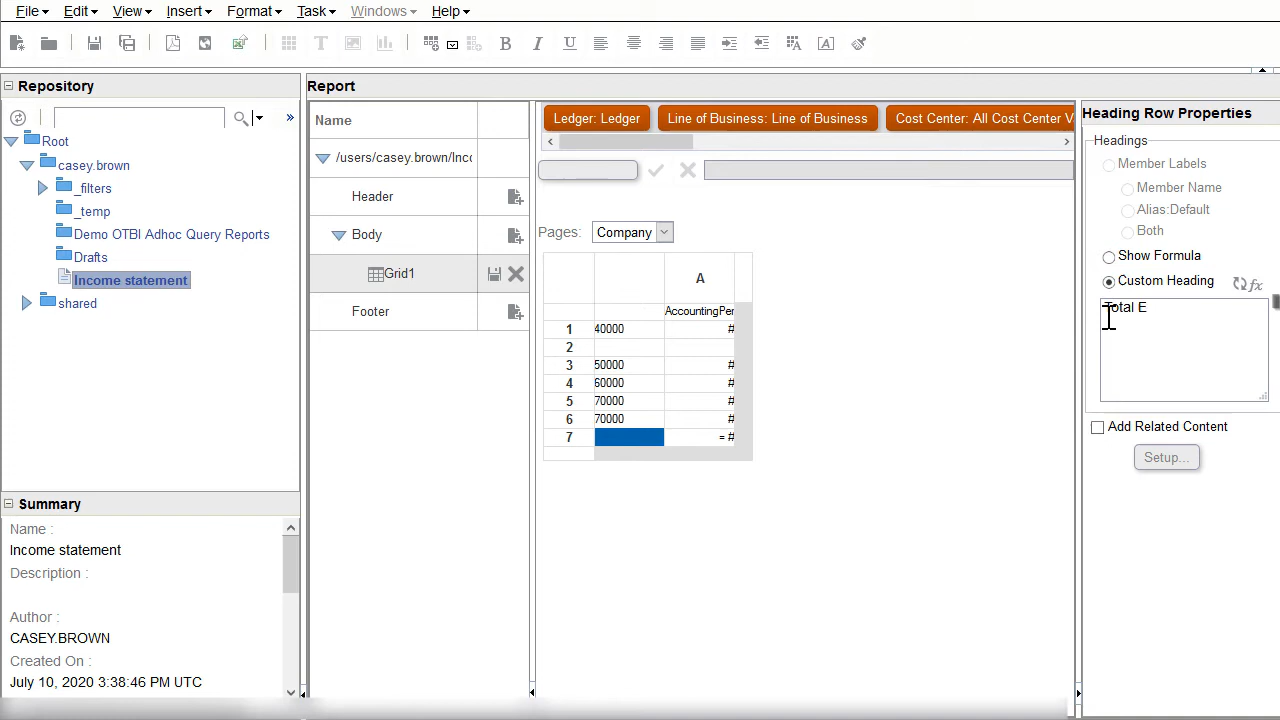 File Edit View Insert Format Task Windows Help
Repository
Root
casey.brown
_filters
_temp
Demo OTBI Adhoc Query Reports
Drafts
Income statement
shared
Summary
Name :
Income statement
Description :
Author :
CASEY.BROWN
Created On :
July 10, 2020 3:38:46 PM UTC
Report
Name
/users/casey.brown/Inc
Header
Body
Grid1
Footer
Ledger: Ledger Line of Business: Line of Business Cost Center: All Cost Center V
Pages: Company
A
AccountingPer
1 40000 #
2
3 50000 #
4 60000 #
5 70000 #
6 70000 #
7 = #
Heading Row Properties
Headings
Member Labels
Member Name
Alias:Default
Both
Show Formula
Custom Heading fx
Total E
Add Related Content
Setup...